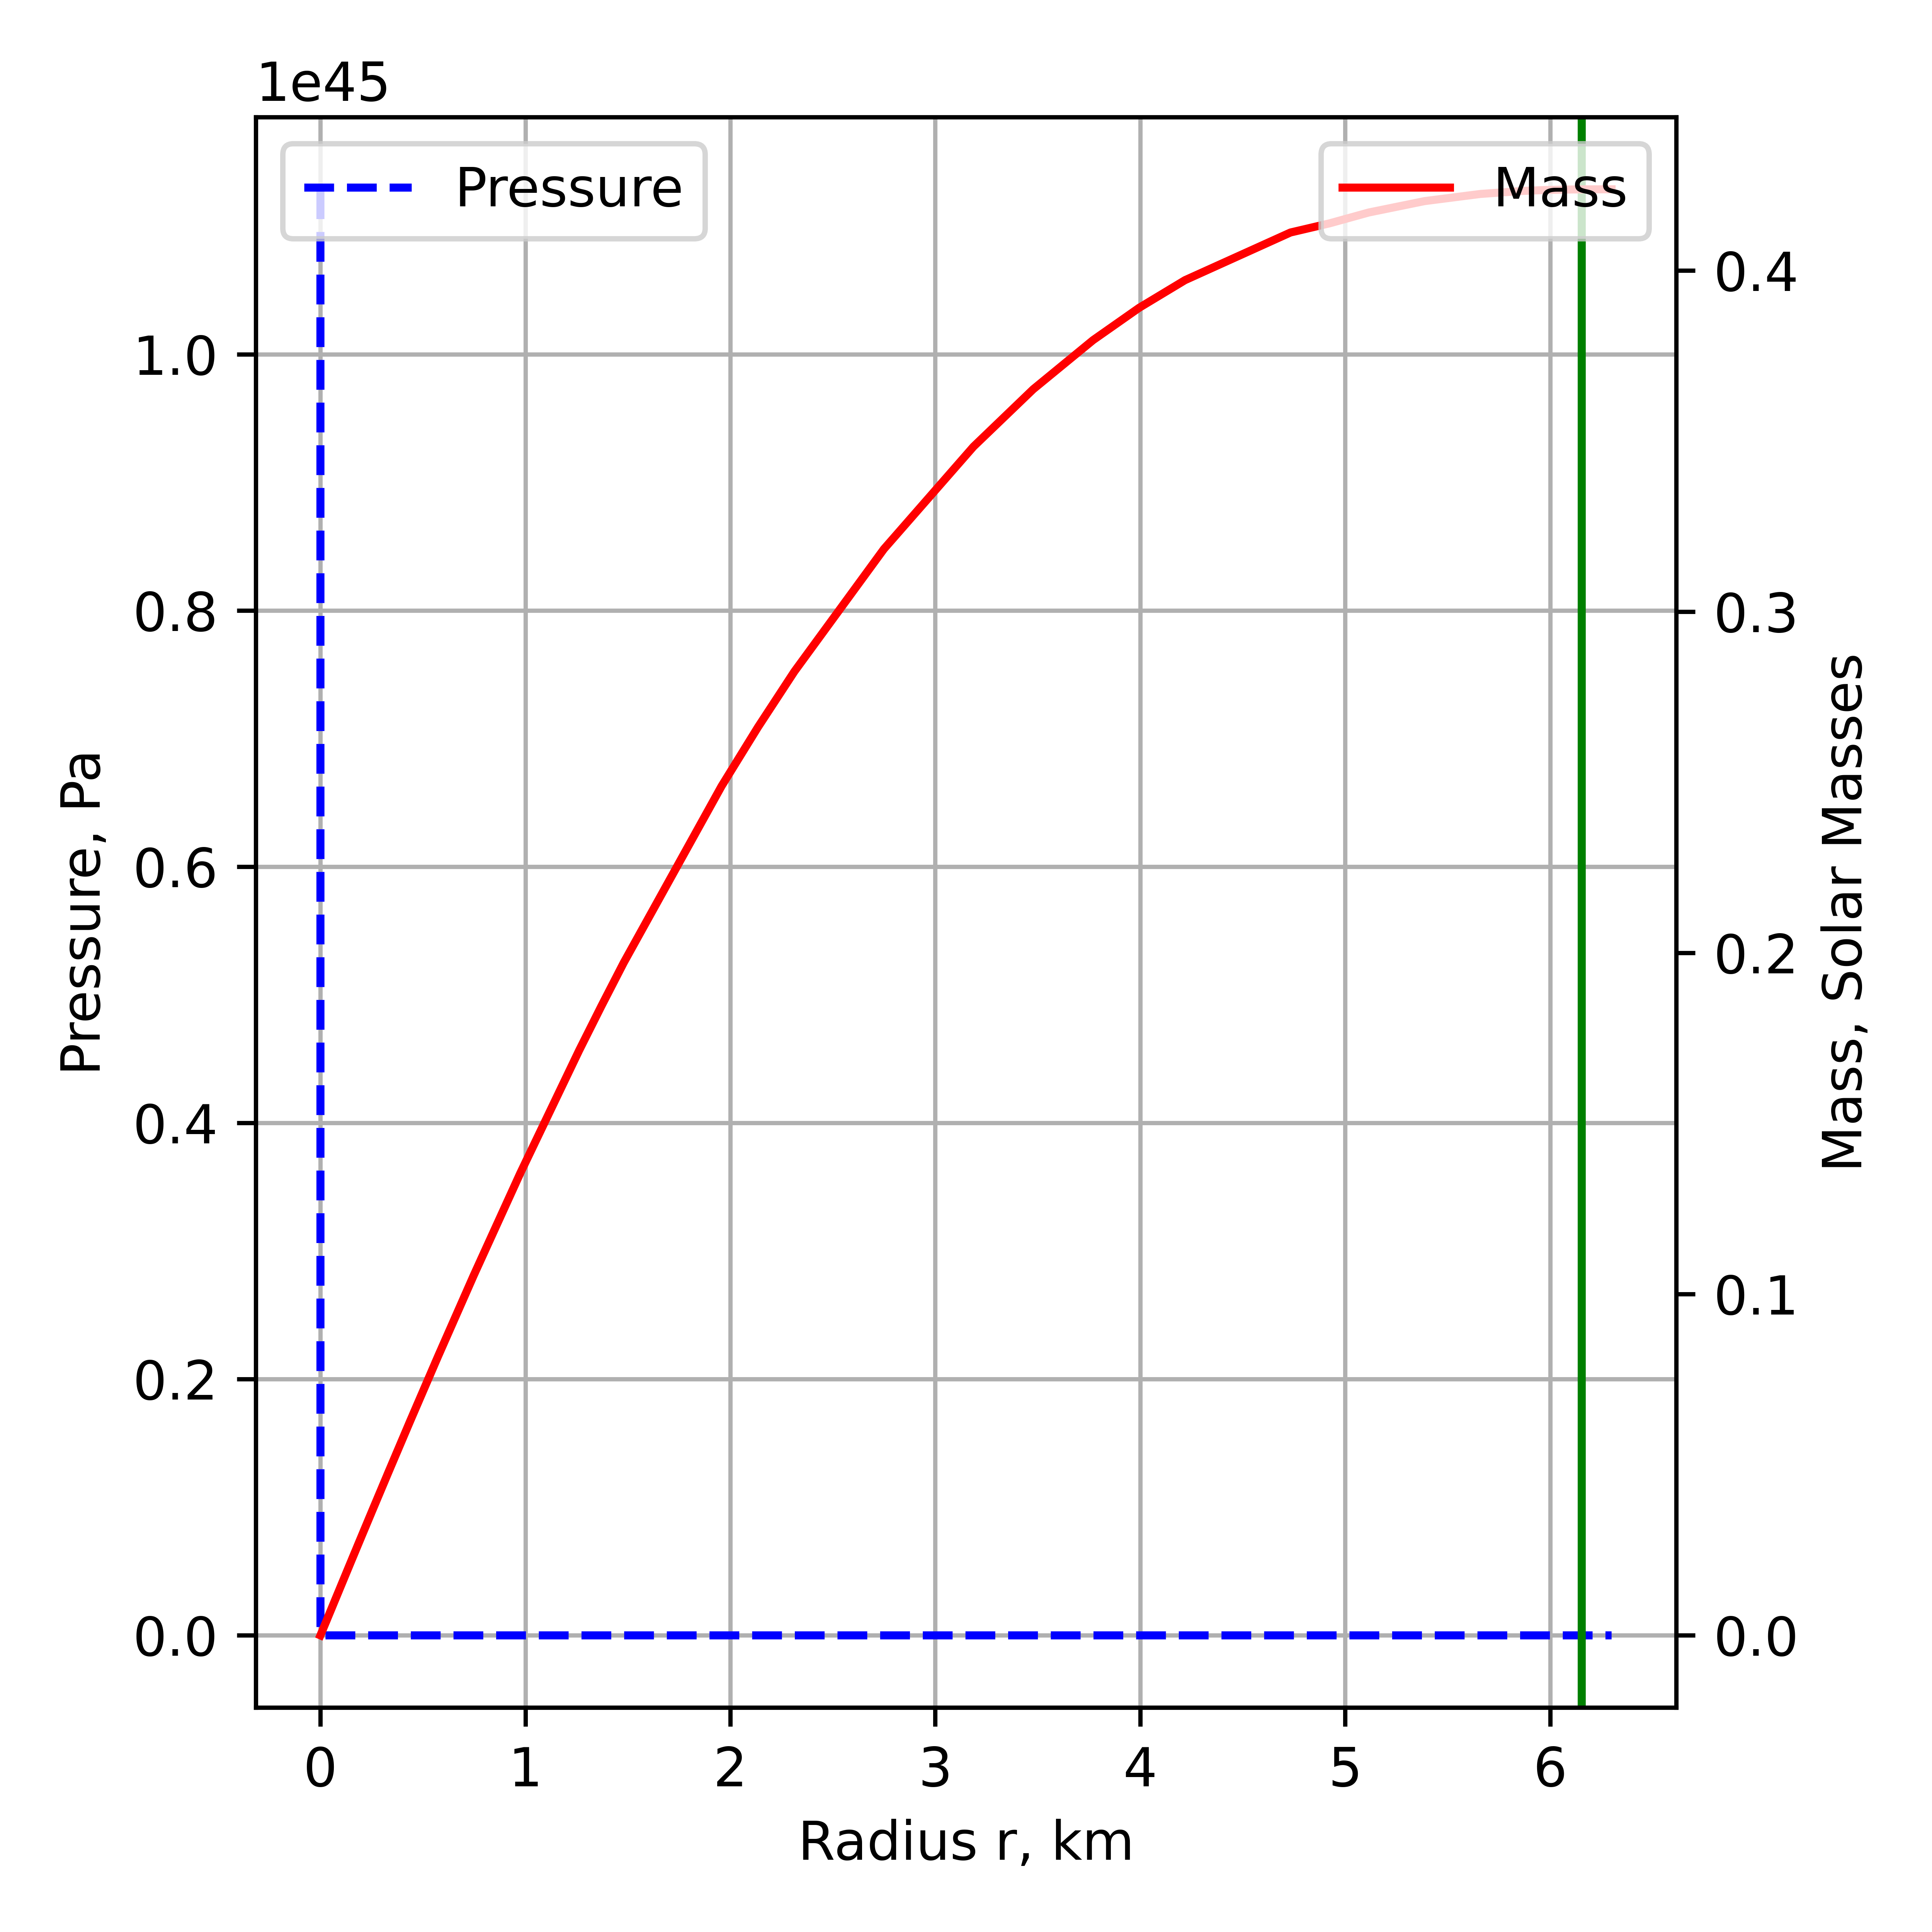 1e45
Pressure
Mass
1.0
0.8
0.6
0.4
0.2
0.0
Pressure, Pa
0.4
0.3
0.2
0.1
0.0
Mass, Solar Masses
0 1 2 3 4 5 6
Radius r, km